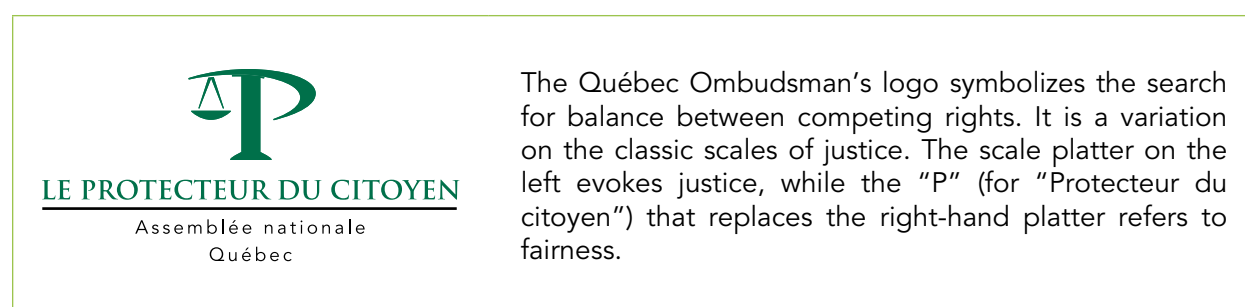 LE PROTECTEUR DU CITOYEN
Assemblée nationale
Québec
The Québec Ombudsman's logo symbolizes the search
for balance between competing rights. It is a variation
on the classic scales of justice. The scale platter on the
left evokes justice, while the “P” (for “Protecteur du
citoyen”) that replaces the right-hand platter refers to
fairness.